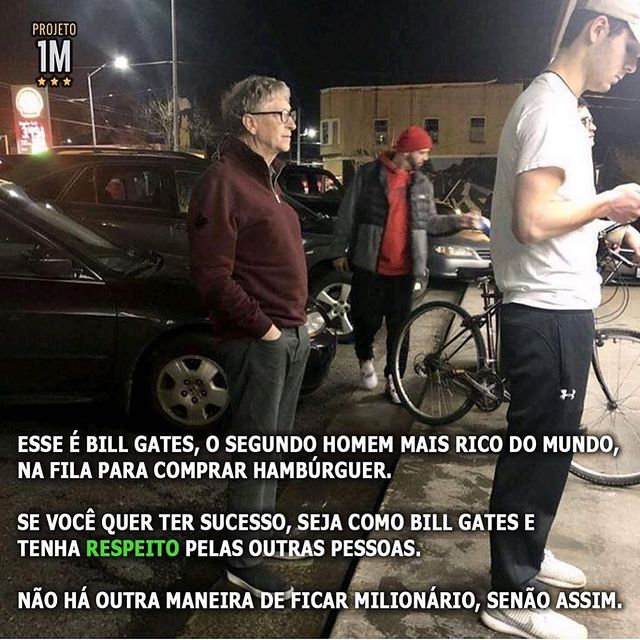 PROJETO
1M
ESSE É BILL GATES, O SEGUNDO HOMEM MAIS RICO DO MUNDO,
NA FILA PARA COMPRAR HAMBÚRGUER.
SE VOCÊ QUER TER SUCESSO, SEJA COMO BILL GATES E
TENHA RESPEITO PELAS OUTRAS PESSOAS.
NÃO HÁ OUTRA MANEIRA DE FICAR MILIONÁRIO, SENÃO ASSIM.